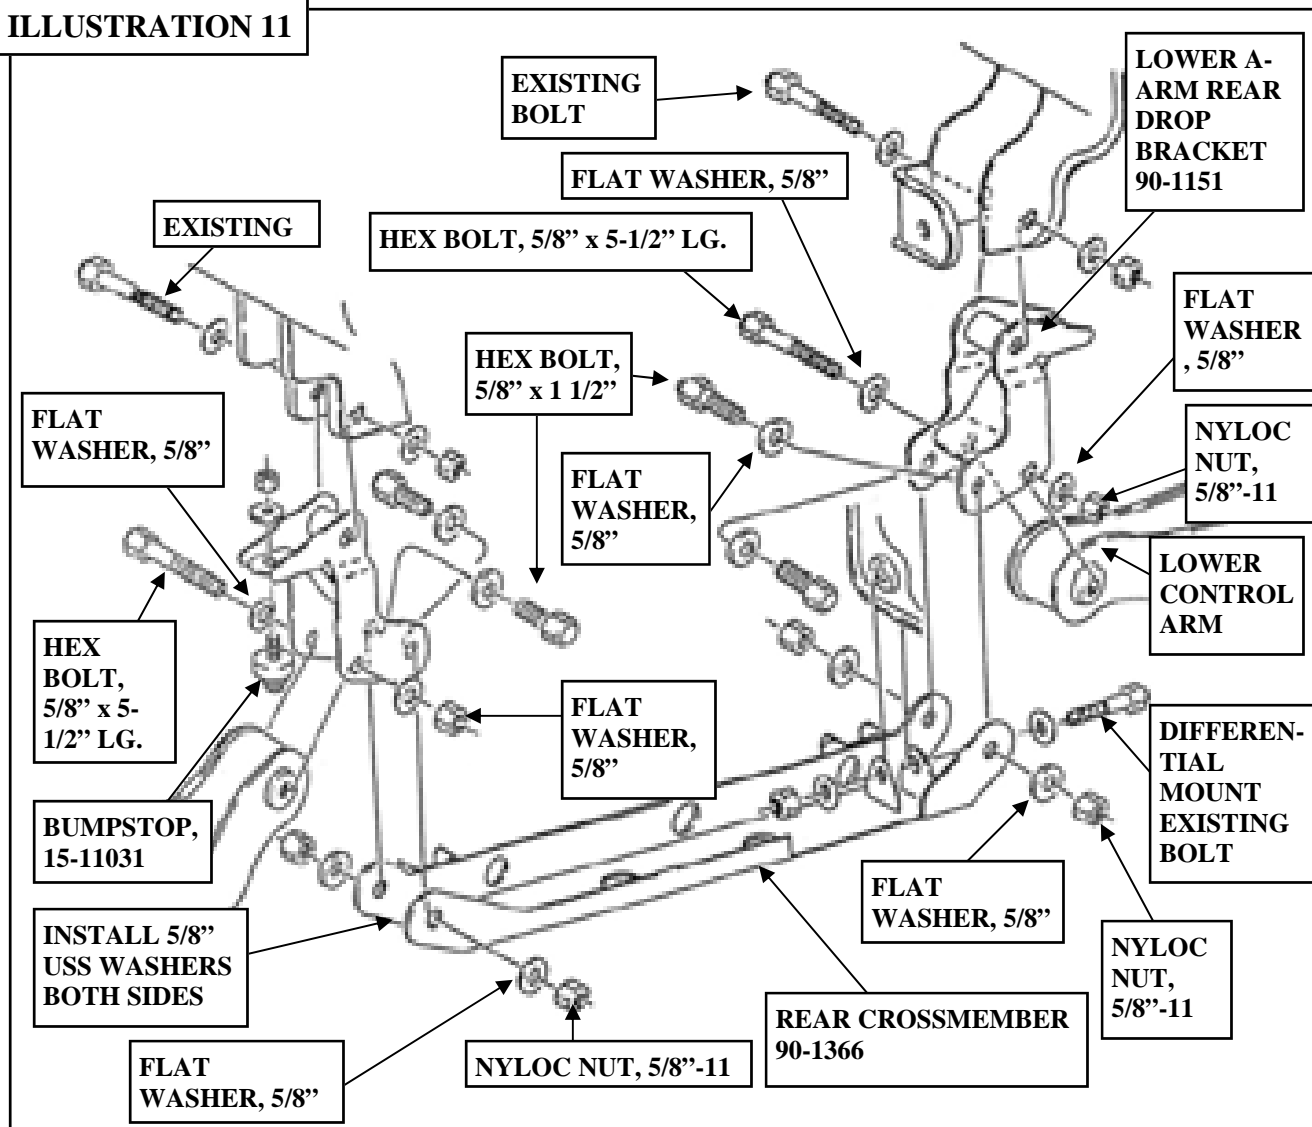 ILLUSTRATION 11
EXISTING
BOLT
LOWER A-
ARM REAR
DROP
BRACKET
90-1151
FLAT WASHER, 5/8”
EXISTING
HEX BOLT, 5/8” x 5-1/2” LG.
FLAT
WASHER
, 5/8”
HEX BOLT,
5/8” x 1 1/2”
FLAT
WASHER, 5/8”
NYLOC
NUT,
5/8”-11
FLAT
WASHER,
5/8”
LOWER
CONTROL
ARM
HEX
BOLT,
5/8” x 5-
1/2” LG.
FLAT
WASHER,
5/8”
DIFFEREN-
TIAL
MOUNT
EXISTING
BOLT
BUMPSTOP,
15-11031
FLAT
WASHER, 5/8”
INSTALL 5/8”
USS WASHERS
BOTH SIDES
NYLOC
NUT,
5/8”-11
REAR CROSSMEMBER
90-1366
FLAT
WASHER, 5/8”
NYLOC NUT, 5/8”-11